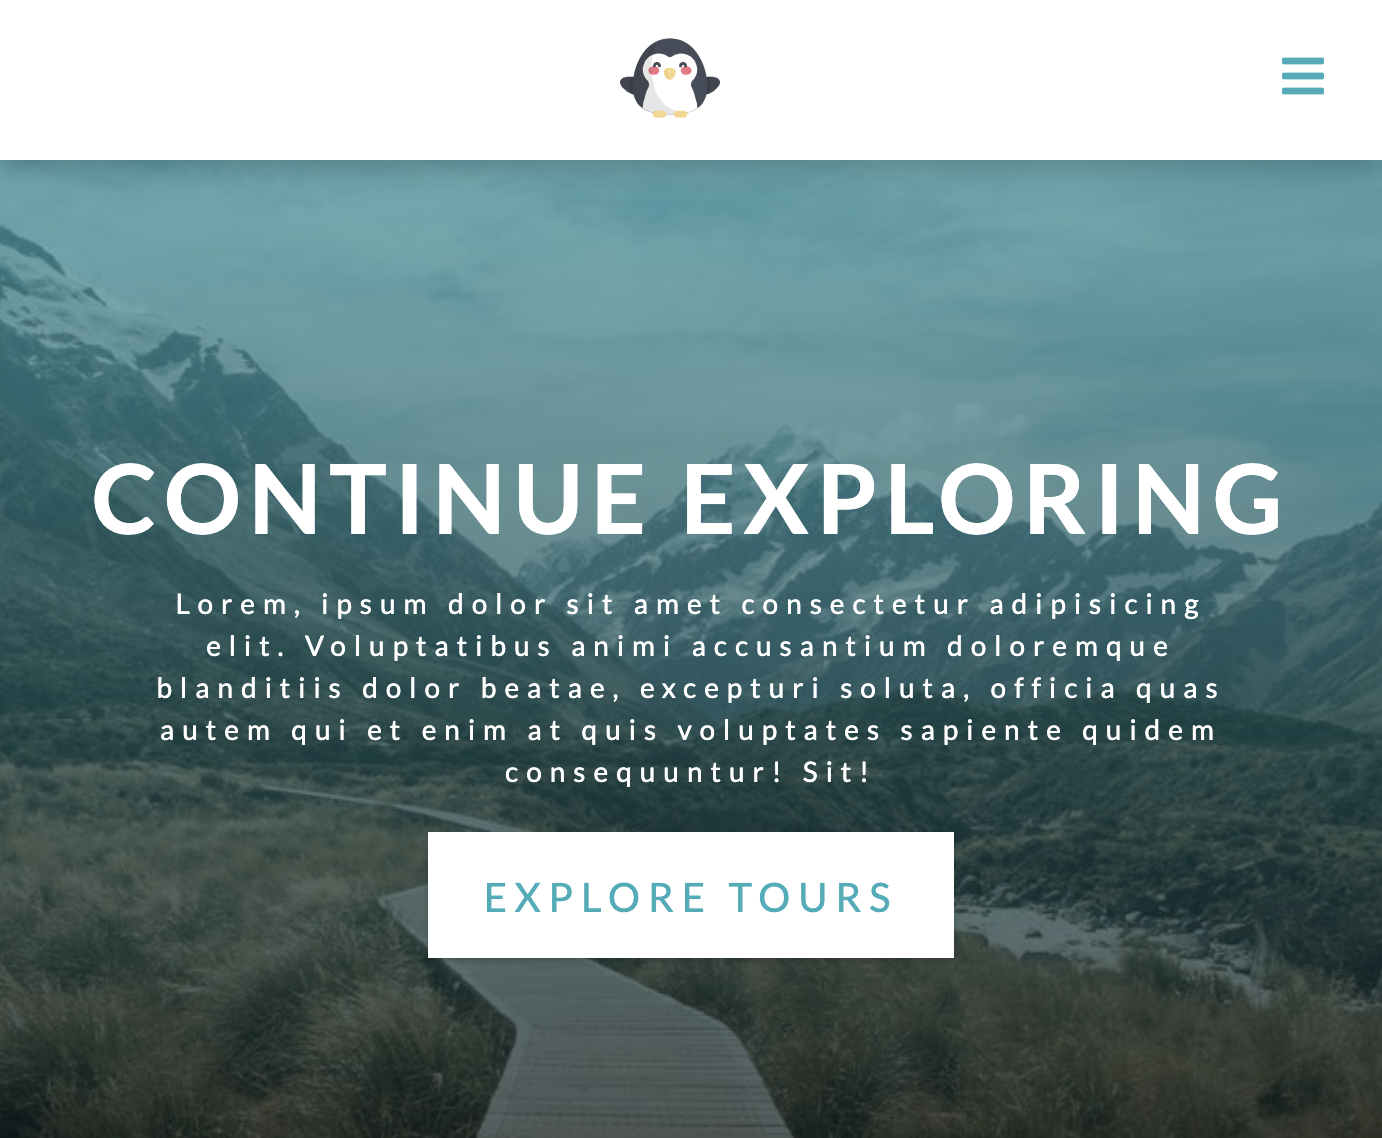 CONTINUE EXPLORING
Lorem, ipsum dolor sit amet consectetur adipisicing
elit. Voluptatibus animi accusantium doloremque
blanditiis dolor beatae, excepturi soluta, officia quas
autem qui et enim at quis voluptates sapiente quidem
consequuntur! Sit!
EXPLORE TOURS